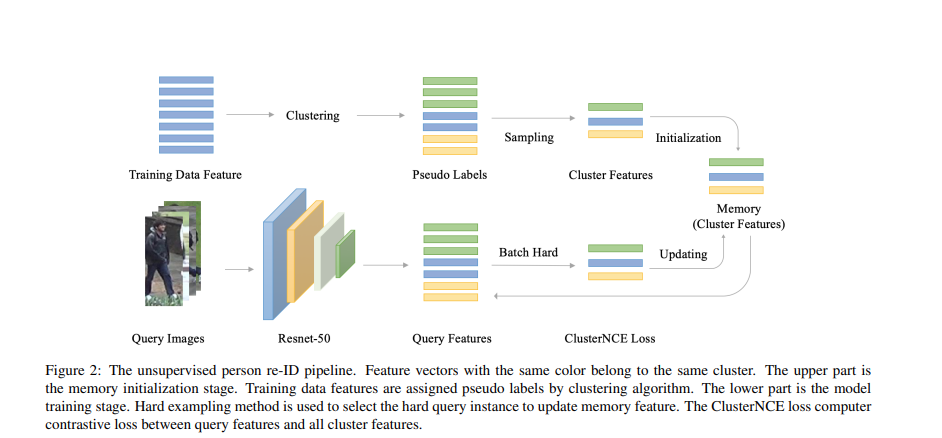 Clustering
Sampling
Initialization
Training Data Feature
Pseudo Labels
Cluster Features
Memory
(Cluster Features)
Batch Hard
Updating
Query Images
Resnet-50
Query Features
ClusterNCE Loss
Figure 2: The unsupervised person re-ID pipeline. Feature vectors with the same color belong to the same cluster. The upper part is
the memory initialization stage. Training data features are assigned pseudo labels by clustering algorithm. The lower part is the model
training stage. Hard exampling method is used to select the hard query instance to update memory feature. The ClusterNCE loss computer
contrastive loss between query features and all cluster features.